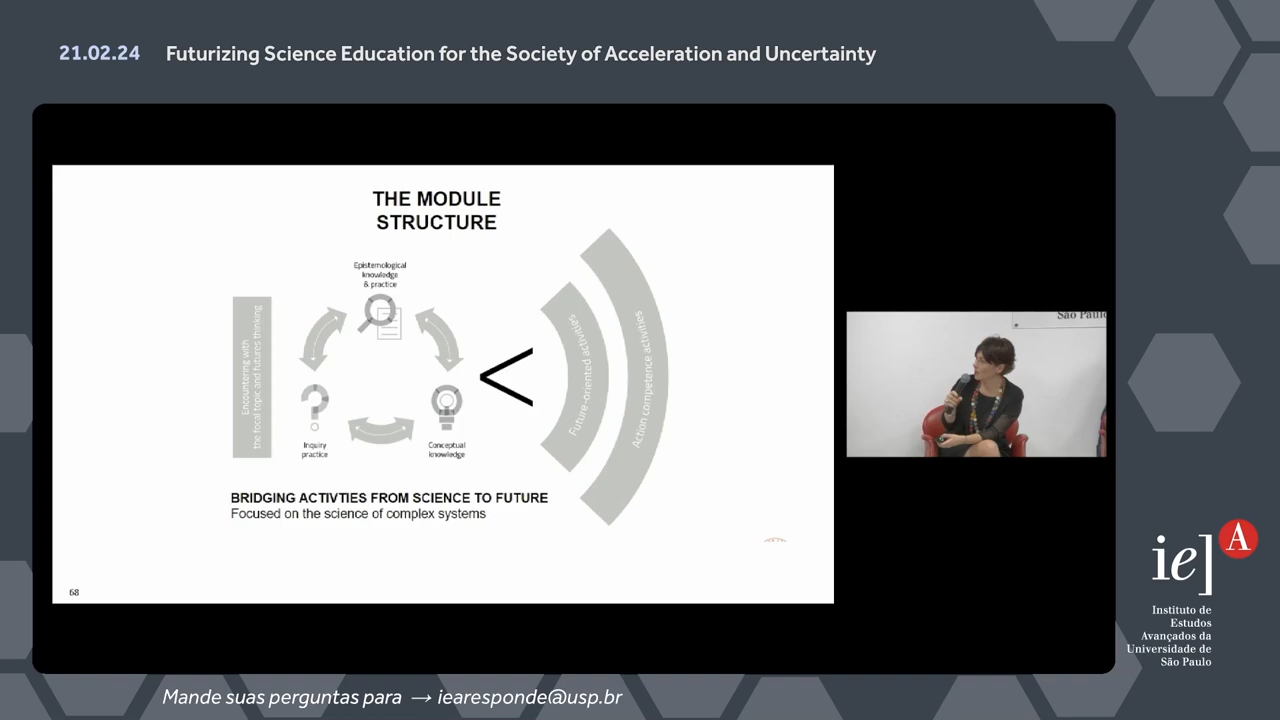 21.02.24 Futurizing Science Education for the Society of Acceleration and Uncertainty
THE MODULE
STRUCTURE
Epistemological
knowledge
& practice
Encountering with
the focal topic and futures thinking
Inquiry
practice
Conceptual
knowledge
<
Future-oriented activities
Action competence activities
BRIDGING ACTIVTIES FROM SCIENCE TO FUTURE
Focused on the science of complex systems
68
São Paulo
ie] A
Instituto de
Estudos
Avançados da
Universidade de
São Paulo
Mande suas perguntas para → iearesponde@usp.br